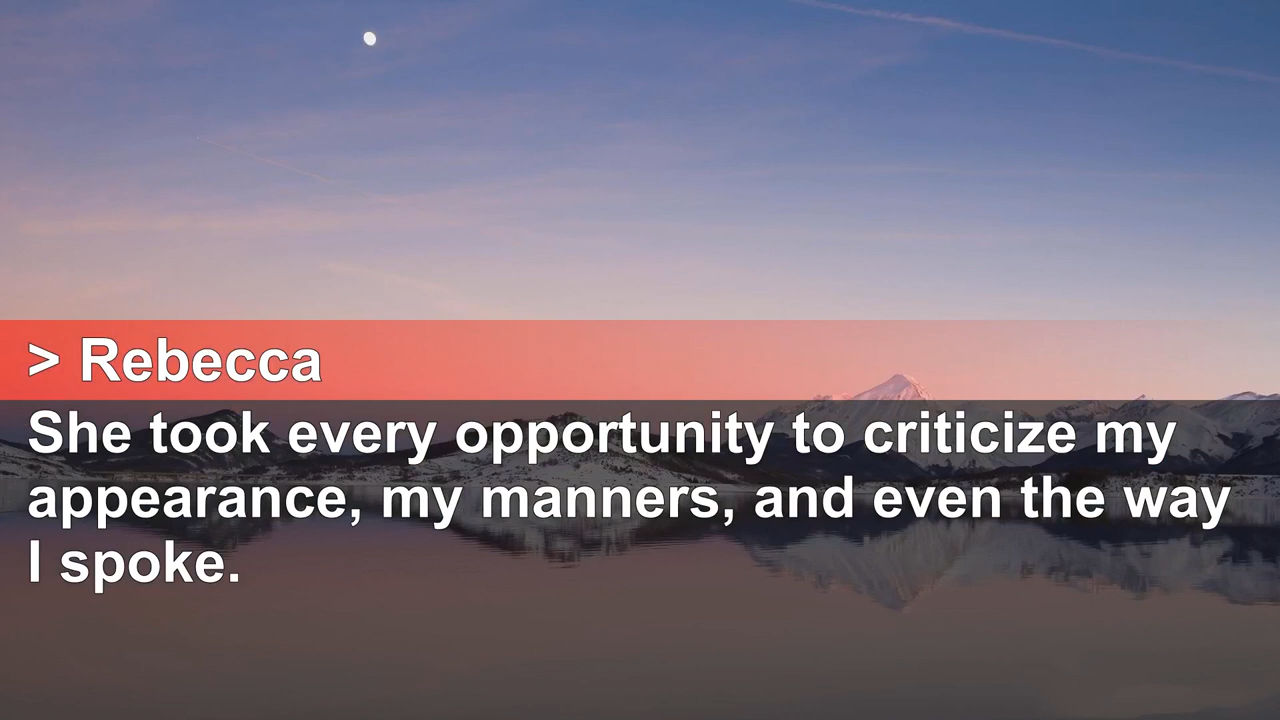 > Rebecca
She took every opportunity to criticize my
appearance, my manners, and even the way
I spoke.